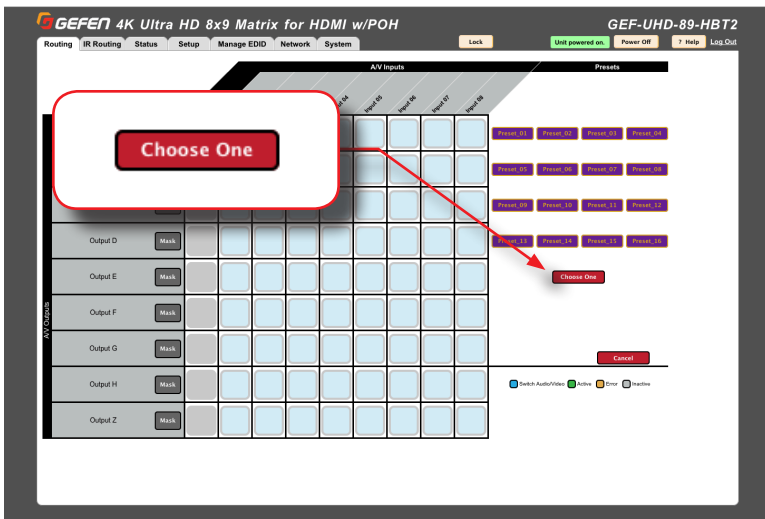 GEFEN 4K Ultra HD 8x9 Matrix for HDMI w/POH
GEF-UHD-89-HBT2
Routing IR Routing Status Setup Manage EDID Network System
Lock
Unit powered on. Power Off ? Help Log Out
A/V Inputs
Presets
Input 05 Input 06 Input 07 Input 08
Choose One
Preset_01 Preset_02 Preset_03 Preset_04
Preset_05 Preset_06 Preset_07 Preset_08
Preset_09 Preset_10 Preset_11 Preset_12
Output D Mask
Preset_13 Preset_14 Preset_15 Preset_16
Output E Mask
Choose One
A/V Outputs
Output F Mask
Output G Mask
Cancel
Output H Mask
Switch Audio/Video Active Error Inactive
Output Z Mask